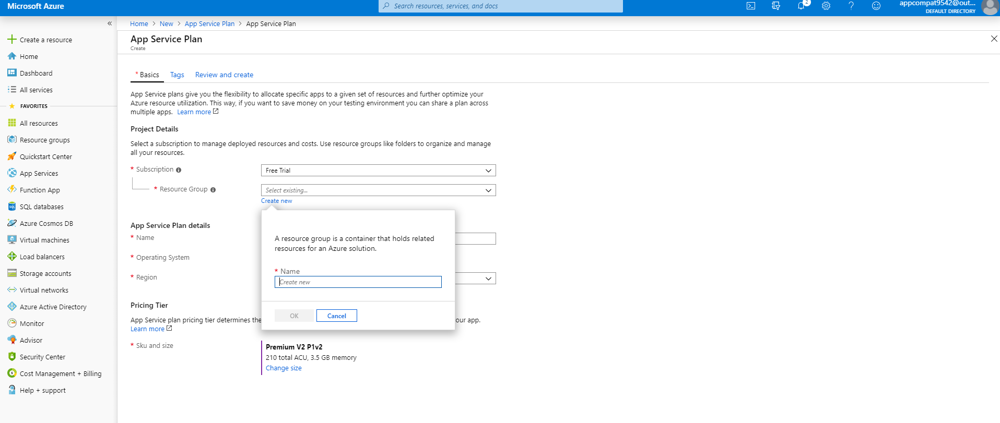 Microsoft Azure
Search resources, services, and docs
2
appcompat9542@out...
DEFAULT DIRECTORY
«
Create a resource
Home
Dashboard
All services
FAVORITES
All resources
Resource groups
Quickstart Center
App Services
Function App
SQL databases
Azure Cosmos DB
Virtual machines
Load balancers
Storage accounts
Virtual networks
Azure Active Directory
Monitor
Advisor
Security Center
Cost Management + Billing
Help + support
Home > New > App Service Plan > App Service Plan
App Service Plan
Create
* Basics Tags Review and create
App Service plans give you the flexibility to allocate specific apps to a given set of resources and further optimize your
Azure resource utilization. This way, if you want to save money on your testing environment you can share a plan across
multiple apps. Learn more
Project Details
Select a subscription to manage deployed resources and costs. Use resource groups like folders to organize and manage
all your resources.
* Subscription
Free Trial
* Resource Group
Select existing...
Create new
A resource group is a container that holds related
resources for an Azure solution.
* Name
Create new
OK Cancel
App Service Plan details
* Name
* Operating System
* Region
Pricing Tier
App Service plan pricing tier determines the our app.
Learn more
* Sku and size
Premium V2 P1v2
210 total ACU, 3.5 GB memory
Change size